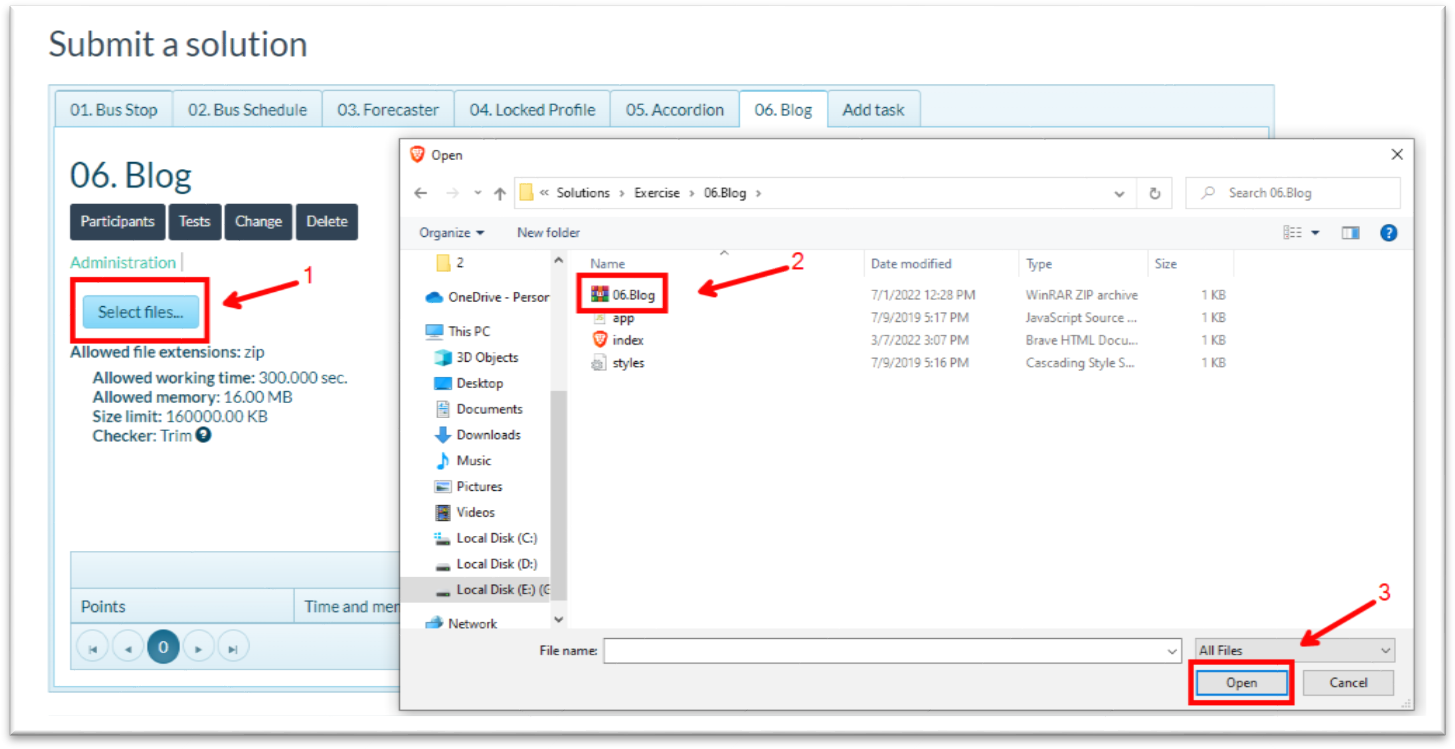 Submit a solution
01. Bus Stop 02. Bus Schedule 03. Forecaster 04. Locked Profile 05. Accordion 06. Blog Add task
06. Blog
Participants Tests Change Delete
Administration
1
Select files...
Allowed file extensions: zip
Allowed working time: 300.000 sec.
Allowed memory: 16.00 MB
Size limit: 160000.00 KB
Checker: Trim ?
Points Time and mem
0
Open
« Solutions › Exercise › 06.Blog ›
Search 06.Blog
Organize New folder
?
2
OneDrive - Person
This PC
3D Objects
Desktop
Documents
Downloads
Music
Pictures
Videos
Local Disk (C:)
Local Disk (D:)
Local Disk (E:) (G
Network
Name Date modified Type Size
2
06.Blog 7/1/2022 12:28 PM WinRAR ZIP archive 1 KB
app 7/9/2019 5:17 PM JavaScript Source ... 1 KB
index 3/7/2022 3:07 PM Brave HTML Docu... 1 KB
styles 7/9/2019 5:16 PM Cascading Style S... 1 KB
3
File name: All Files
Open Cancel